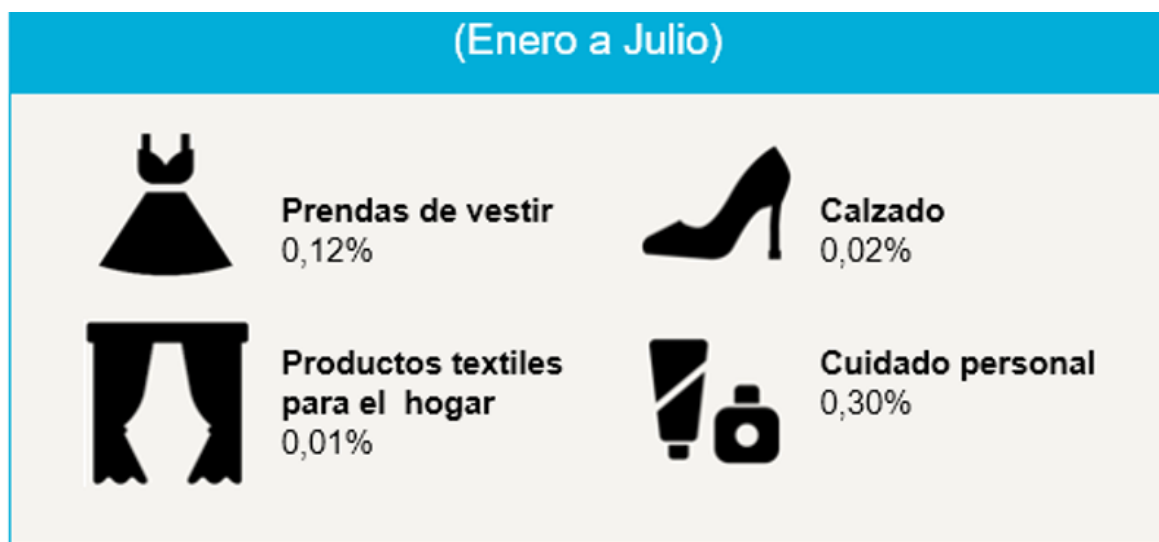 (Enero a Julio)
Prendas de vestir
0,12%
Calzado
0,02%
Productos textiles
para el hogar
0,01%
Cuidado personal
0,30%